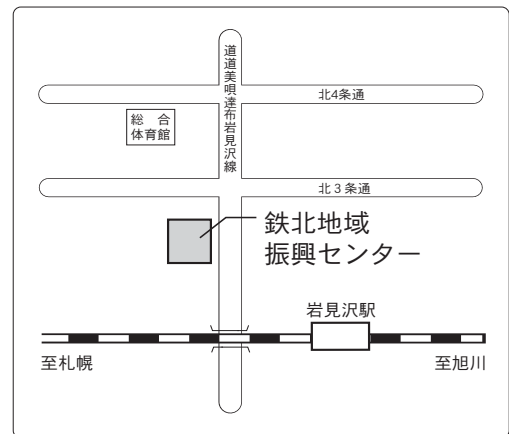 道道美唄達布岩見沢線
北4条通
総合
体育館
北3条通
鉄北地域
振興センター
岩見沢駅
至札幌
至旭川